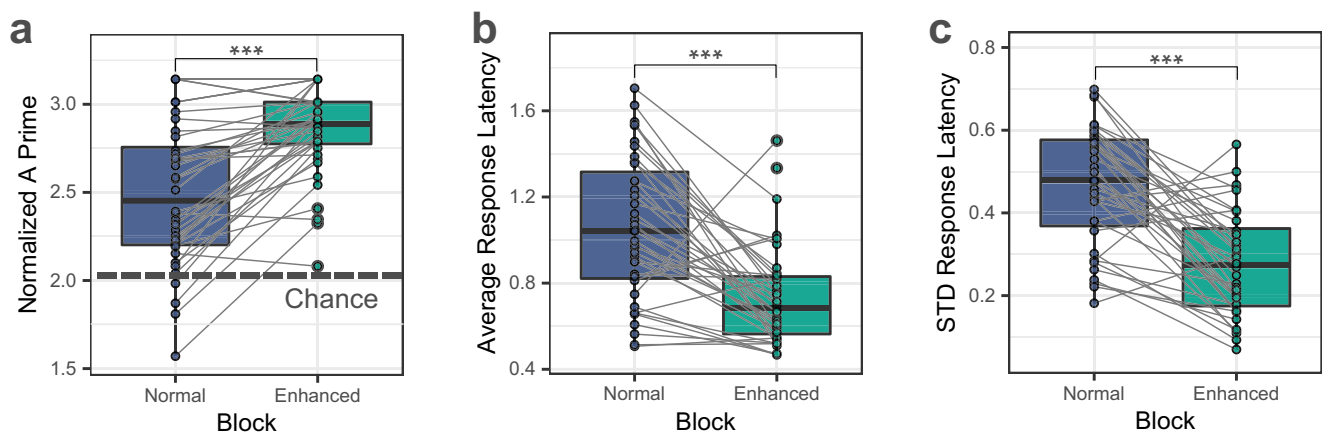 a
***
Normalized A Prime
3.0
2.5
2.0
1.5
Chance
Normal
Enhanced
Block
b
***
Average Response Latency
1.6
1.2
0.8
0.4
Normal
Enhanced
Block
c
***
STD Response Latency
0.8
0.6
0.4
0.2
Normal
Enhanced
Block